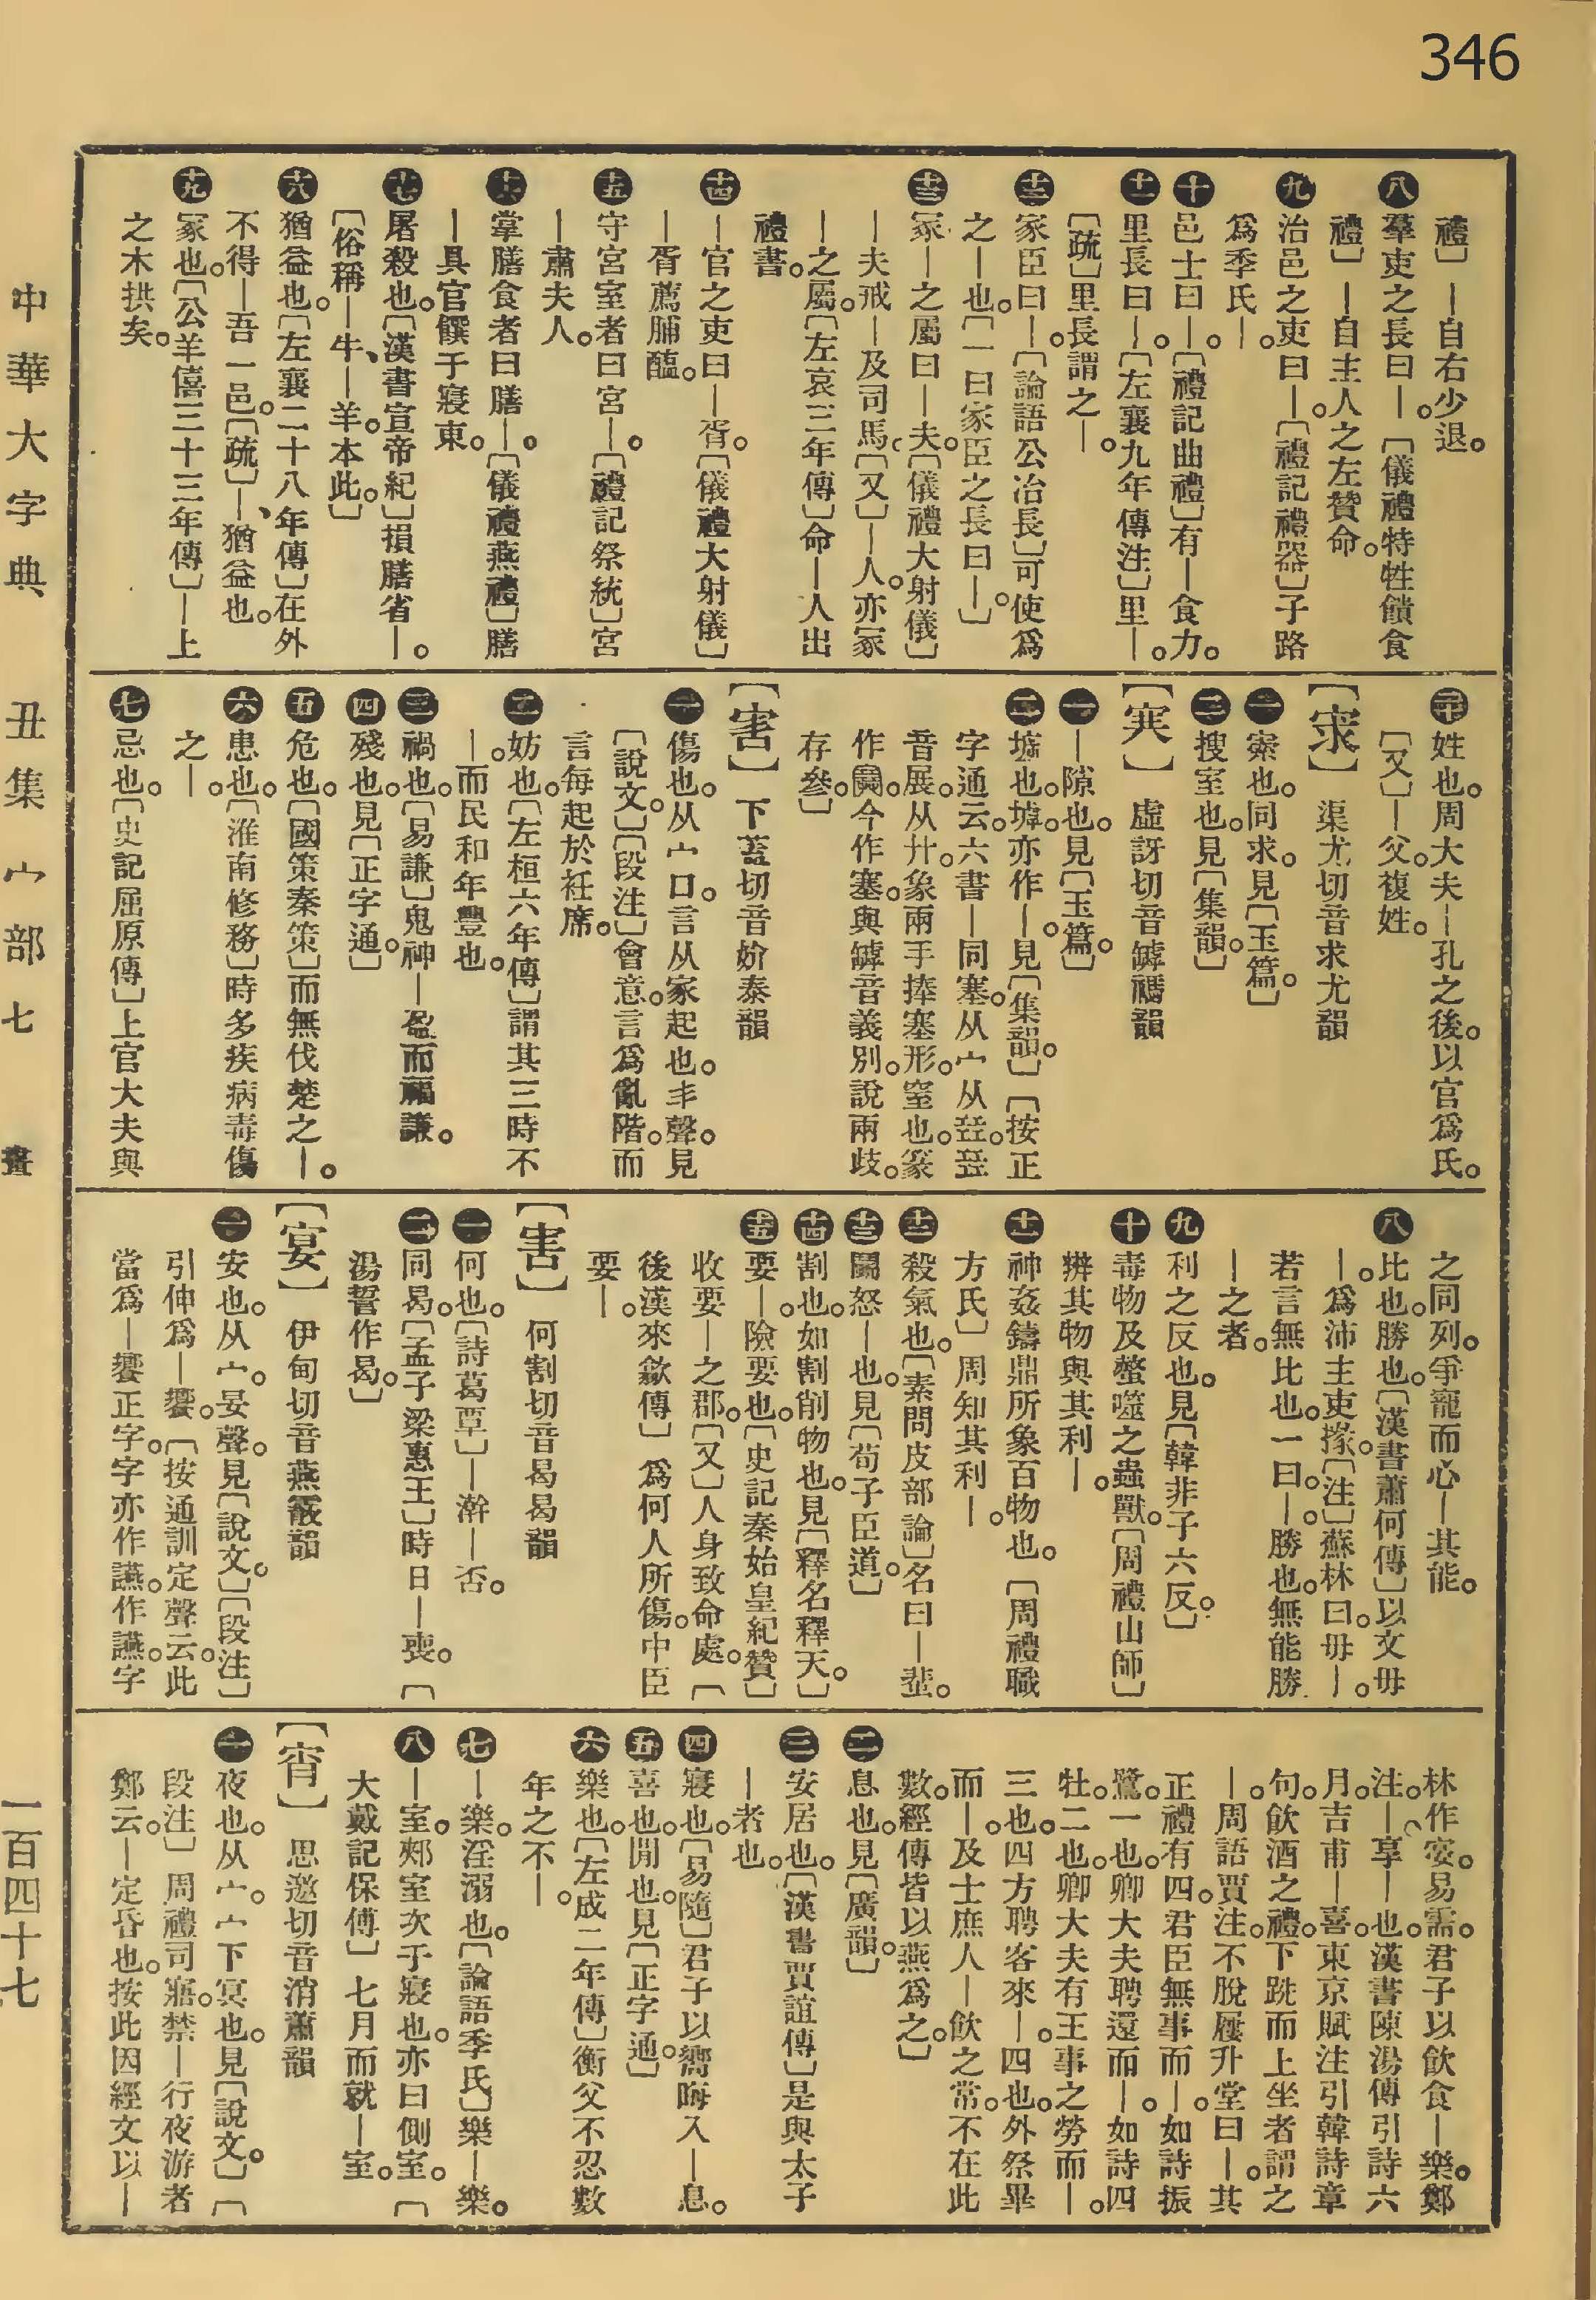 346
禮〕｜自右少退。
八 羣吏之長曰｜。〔儀禮特牲饋食
禮〕｜自主人之左贊命。
九 治邑之吏曰｜。〔禮記禮器〕子路
爲季氏｜。
十 邑士曰｜。〔禮記曲禮〕有｜食力。
十一 里長曰｜。〔左襄九年傳注〕里｜。
〔疏〕里長謂之｜。
十二 家臣曰｜。〔論語公冶長〕可使爲
之｜也。〔一曰家臣之長曰｜。〕
十三 冢｜之屬曰｜夫。〔儀禮大射儀〕
｜夫戒｜及司馬。〔又〕｜人。亦冢
｜之屬。〔左哀三年傳〕命｜人出
禮書。
十四 ｜官之吏曰｜胥。〔儀禮大射儀〕
｜胥薦脯醢。
十五 守宮室者曰宮｜。〔禮記祭統〕宮
｜肅夫人。
十六 掌膳食者曰膳｜。〔儀禮燕禮〕膳
｜具官饌于寢東。
十七 屠殺也。〔漢書宣帝紀〕損膳省｜。
〔俗稱｜牛、｜羊。本此。〕
十八 猶益也。〔左襄二十八年傳〕在外
不得｜吾一邑。〔疏〕｜、猶益也。
十九 冢也。〔公羊僖三十三年傳〕｜上
之木拱矣。
二十 姓也。周大夫｜孔之後。以官爲氏。
〔又〕｜父。複姓。
【宩】 渠尤切音求尤韻
一 索也。同求。見〔玉篇。〕
二 搜室也。見〔集韻。〕
【㝜】 虛訝切音罅禡韻
一 ｜隙也。見〔玉篇。〕
二 墟也。㙤亦作｜。見〔集韻。〕〔按正
字通云。六書｜同塞。从宀从㠭。㠭
音展。从廾。象兩手捧塞形。窒也。篆
作𡫳。今作塞。與罅音義別。說兩歧。
存參。〕
【害】 下蓋切音妎泰韻
一 傷也。从宀口。言从家起也。丯聲。見
〔說文。〕〔段注〕會意。言爲亂階。而
言每起於衽席。
二 妨也。〔左桓六年傳〕謂其三時不
｜。而民和年豐也。
三 禍也。〔易謙〕鬼神｜盈而福謙。
四 殘也。見〔正字通。〕
五 危也。〔國策秦策〕而無伐楚之｜。
六 患也。〔淮南修務〕時多疾病毒傷
之｜。
七 忌也。〔史記屈原傳〕上官大夫與
之同列。爭寵而心｜其能。
八 比也。勝也。〔漢書蕭何傳〕以文毋
｜。爲沛主吏掾。〔注〕蘇林曰。毋｜。
若言無比也。一曰。｜。勝也。無能勝
｜之者。
九 利之反也。見〔韓非子六反。〕
十 毒物及螫噬之蟲獸。〔周禮山師〕
辨其物與其利｜。
十一 神姦鑄鼎所象百物也。〔周禮職
方氏〕周知其利｜。
十二 殺氣也。〔素問皮部論〕名曰｜蜚。
十三 鬭怒｜也。見〔荀子臣道。〕
十四 割也。如割削物也。見〔釋名釋天。〕
十五 要｜。險要也。〔史記秦始皇紀贊〕
收要｜之郡。〔又〕人身致命處。〔
後漢來歙傳〕爲何人所傷。中臣
要｜。
【害】 何割切音曷曷韻
一 何也。〔詩葛覃〕｜澣｜否。
二 同曷。〔孟子梁惠王〕時日｜喪。〔
湯誓作曷。〕
【宴】 伊甸切音燕霰韻
一 安也。从宀。晏聲。見〔說文。〕〔段注〕
引伸爲｜饗。〔按通訓定聲云。此
當爲｜饗正字。字亦作讌。作讌。字
林作宴。易需。君子以飲食｜樂。鄭
注。｜享｜也。漢書陳湯傳引詩六
月。吉甫｜喜。東京賦注引韓詩章
句。飲酒之禮。下跣而上坐者謂之
｜。周語賈注。不脫屨升堂曰｜。其
正禮有四。君臣無事而｜。如詩振
鷺。一也。卿大夫聘還而｜。如詩四
牡。二也。卿大夫有王事之勞而｜。
三也。四方聘客來｜。四也。外祭畢
而｜。及士庶人｜飲之常。不在此
數。經傳皆以燕爲之。〕
二 息也。見〔廣韻。〕
三 安居也。〔漢書賈誼傳〕是與太子
｜者也。
四 寢也。〔易隨〕君子以嚮晦入｜息。
五 喜也。閒也。見〔正字通。〕
六 樂也。〔左成二年傳〕衡父不忍數
年之不｜。
七 ｜樂。淫溺也。〔論語季氏〕樂｜樂。
八 ｜室。郟室次于寢也。亦曰側室。〔
大戴記保傅〕七月而就｜室。
【宵】 思邀切音消蕭韻
一 夜也。从宀。宀下冥也。見〔說文。〕〔
段注〕周禮司寤。禁｜行夜游者
鄭云。｜定昏也。按此因經文以｜
中華大字典 丑集 宀部 七畫
一百四十七